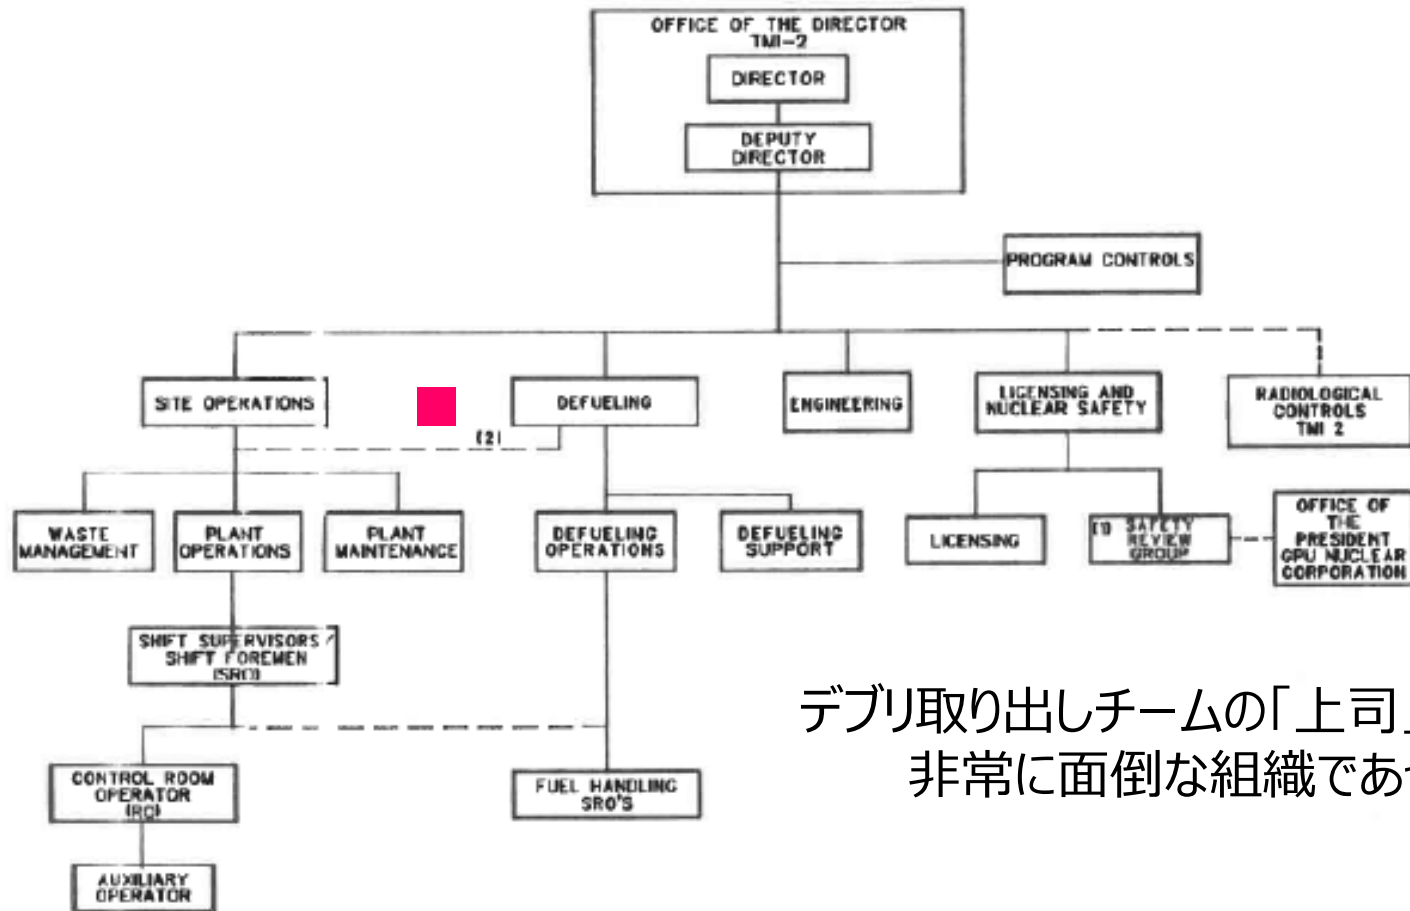 OFFICE OF THE DIRECTOR
TMI-2
DIRECTOR
DEPUTY
DIRECTOR
PROGRAM CONTROLS
SITE OPERATIONS
DEFUELING
ENGINEERING
LICENSING AND
NUCLEAR SAFETY
RADIOLOGICAL
CONTROLS
TMI 2
(2)
WASTE
MANAGEMENT
PLANT
OPERATIONS
PLANT
MAINTENANCE
DEFUELING
OPERATIONS
DEFUELING
SUPPORT
LICENSING
(1) SAFETY
REVIEW
GROUP
OFFICE OF
THE
PRESIDENT
GPU NUCLEAR
CORPORATION
SHIFT SUPERVISORS /
SHIFT FOREMEN
(SRO)
デブリ取り出しチームの「上司」
非常に面倒な組織であ
CONTROL ROOM
OPERATOR
(RO)
FUEL HANDLING
SRO'S
AUXILIARY
OPERATOR